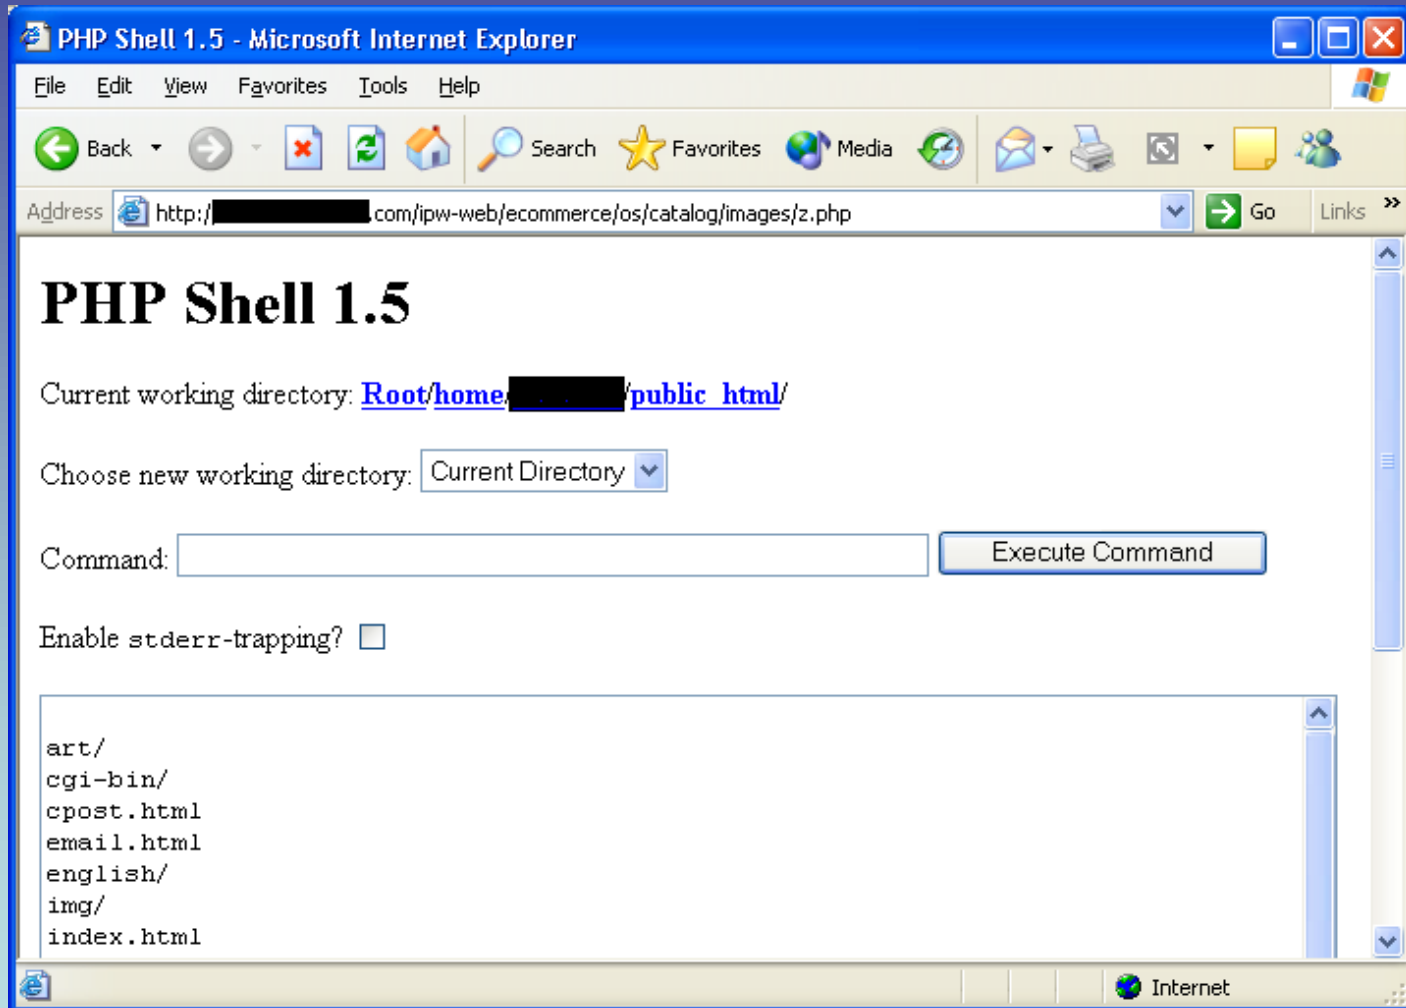 PHP Shell 1.5 - Microsoft Internet Explorer
File Edit View Favorites Tools Help
Back Search Favorites Media
Address http:/ .com/ipw-web/ecommerce/os/catalog/images/z.php Go Links »
PHP Shell 1.5
Current working directory: Root/home/ /public_html/
Choose new working directory: Current Directory
Command: Execute Command
Enable stderr-trapping?
art/
cgi-bin/
cpost.html
email.html
english/
img/
index.html
Internet